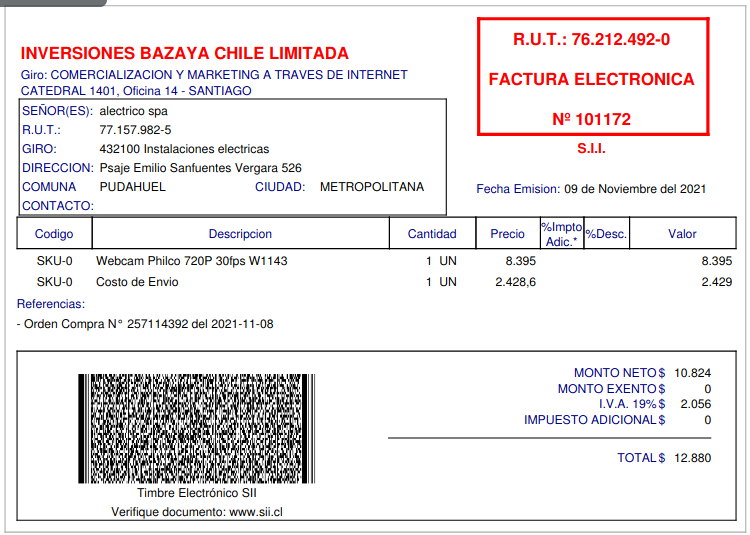 INVERSIONES BAZAYA CHILE LIMITADA
Giro: COMERCIALIZACION Y MARKETING A TRAVES DE INTERNET
CATEDRAL 1401, Oficina 14 - SANTIAGO
R.U.T.: 76.212.492-0
FACTURA ELECTRONICA
Nº 101172
S.I.I.
SEÑOR(ES): alectrico spa
R.U.T.: 77.157.982-5
GIRO: 432100 Instalaciones electricas
DIRECCION: Psaje Emilio Sanfuentes Vergara 526
COMUNA PUDAHUEL CIUDAD: METROPOLITANA
CONTACTO:
Fecha Emision: 09 de Noviembre del 2021
Codigo Descripcion Cantidad Precio %Impto Adic.* %Desc. Valor
SKU-0 Webcam Philco 720P 30fps W1143 1 UN 8.395 8.395
SKU-0 Costo de Envio 1 UN 2.428,6 2.429
Referencias:
- Orden Compra N° 257114392 del 2021-11-08
MONTO NETO $ 10.824
MONTO EXENTO $ 0
I.V.A. 19% $ 2.056
IMPUESTO ADICIONAL $ 0
TOTAL $ 12.880
Timbre Electrónico SII
Verifique documento: www.sii.cl